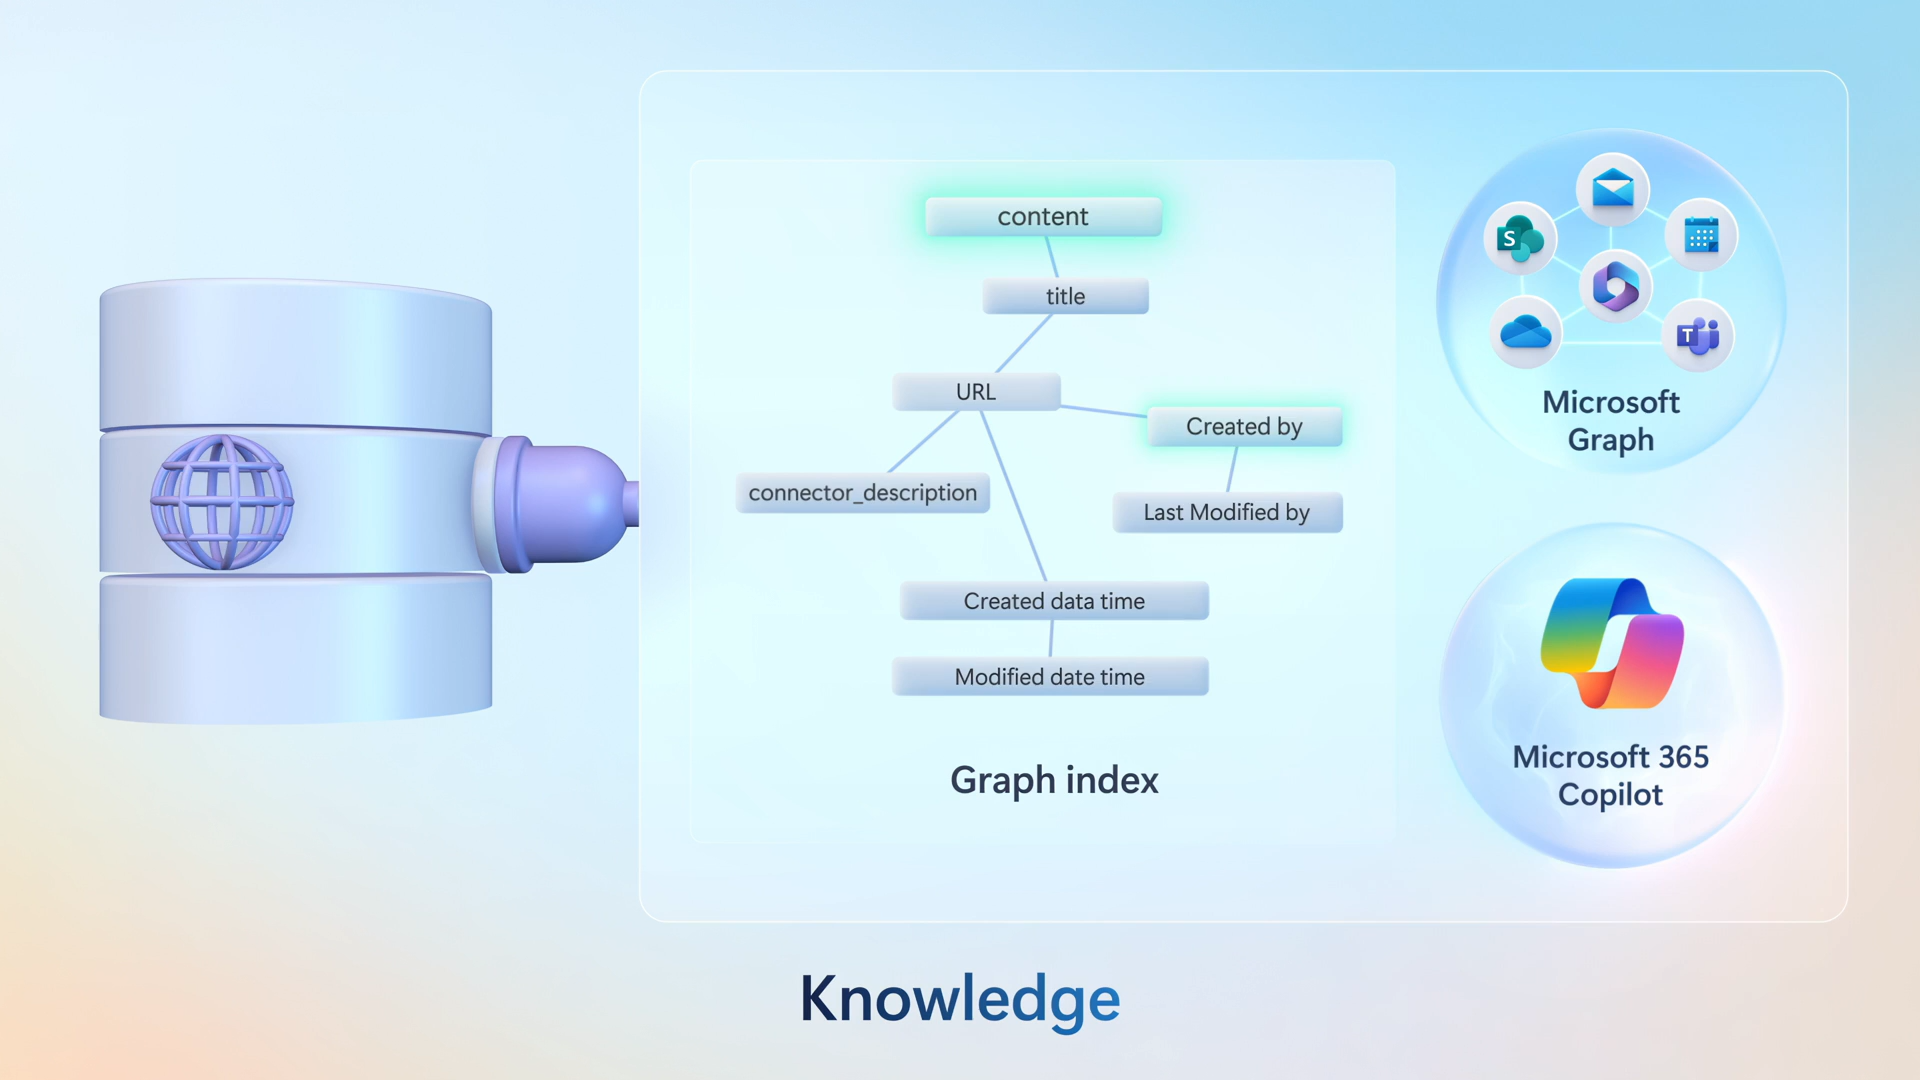 content
title
URL
Created by
connector_description
Last Modified by
Created data time
Modified date time
Graph index
S
T
Microsoft
Graph
Microsoft 365
Copilot
Knowledge